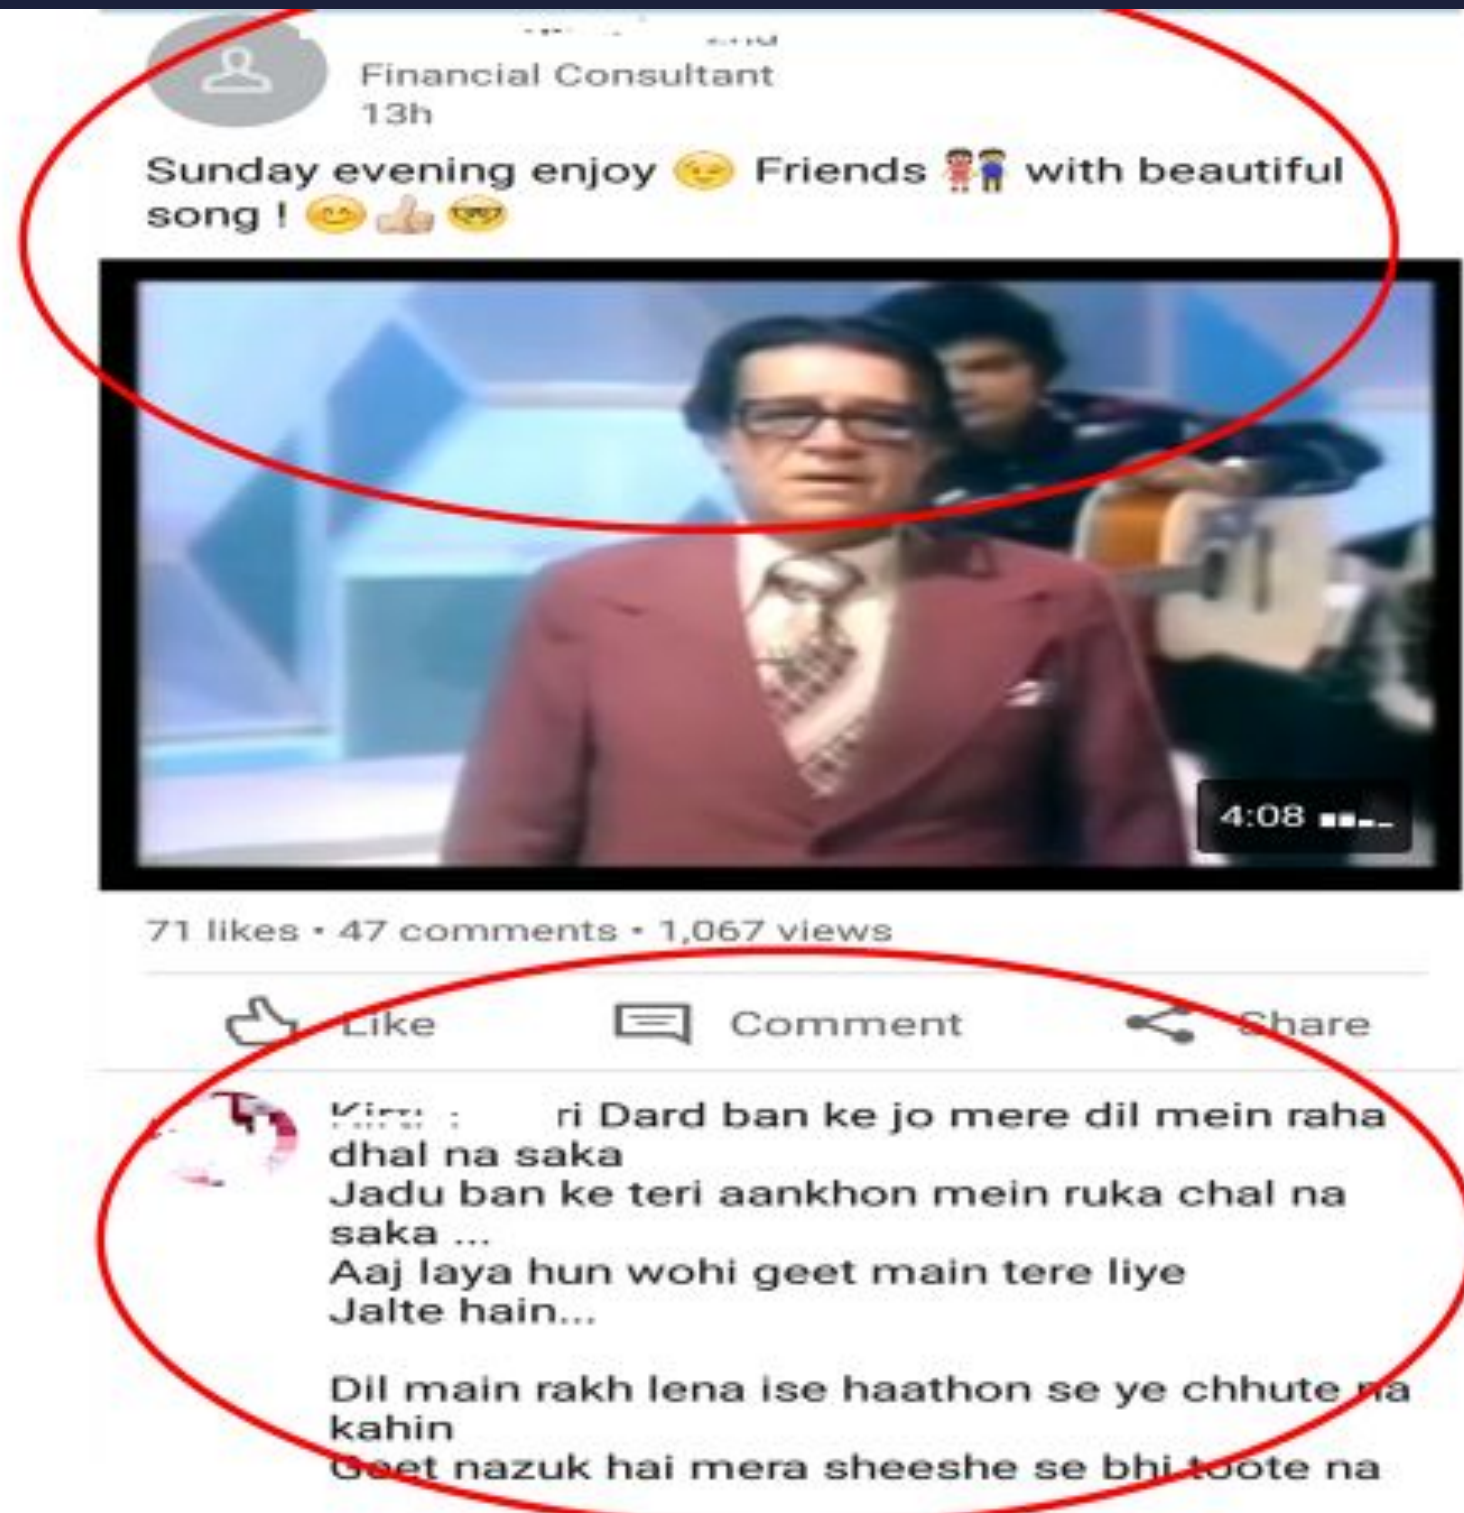 Financial Consultant
13h
Sunday evening enjoy 😉 Friends 👭 with beautiful
song ! 😊👍🤓
4:08
71 likes • 47 comments • 1,067 views
Like Comment Share
ri Dard ban ke jo mere dil mein raha
dhal na saka
Jadu ban ke teri aankhon mein ruka chal na
saka ...
Aaj laya hun wohi geet main tere liye
Jalte hain...
Dil main rakh lena ise haathon se ye chhute na
kahin
Geet nazuk hai mera sheeshe se bhi toote na